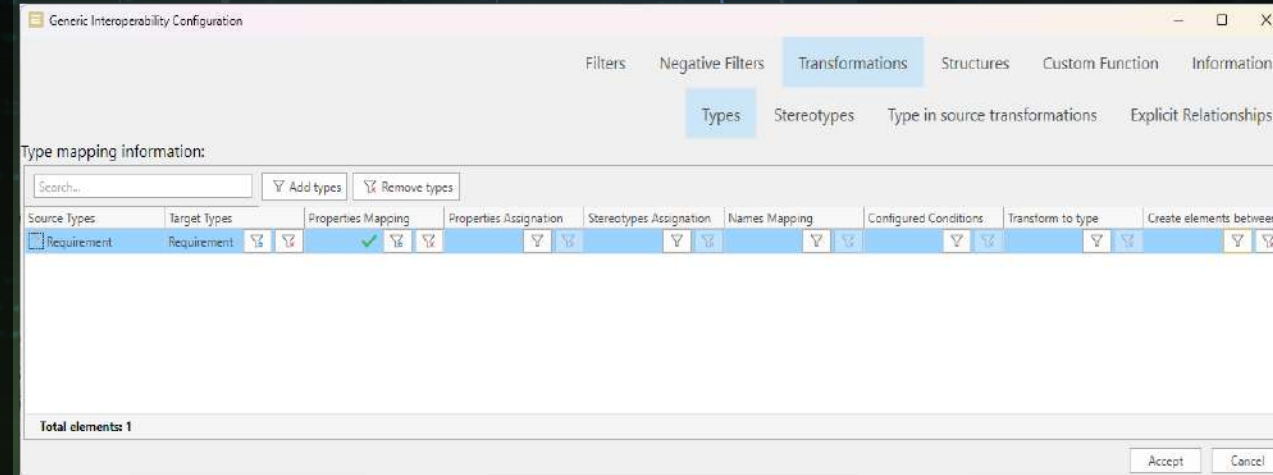 Generic Interoperability Configuration
Filters Negative Filters Transformations Structures Custom Function Information
Types Stereotypes Type in source transformations Explicit Relationships
Type mapping information:
Search... Add types Remove types
Source Types Target Types Properties Mapping Properties Assignation Stereotypes Assignation Names Mapping Configured Conditions Transform to type Create elements between
Requirement Requirement
Total elements: 1
Accept Cancel